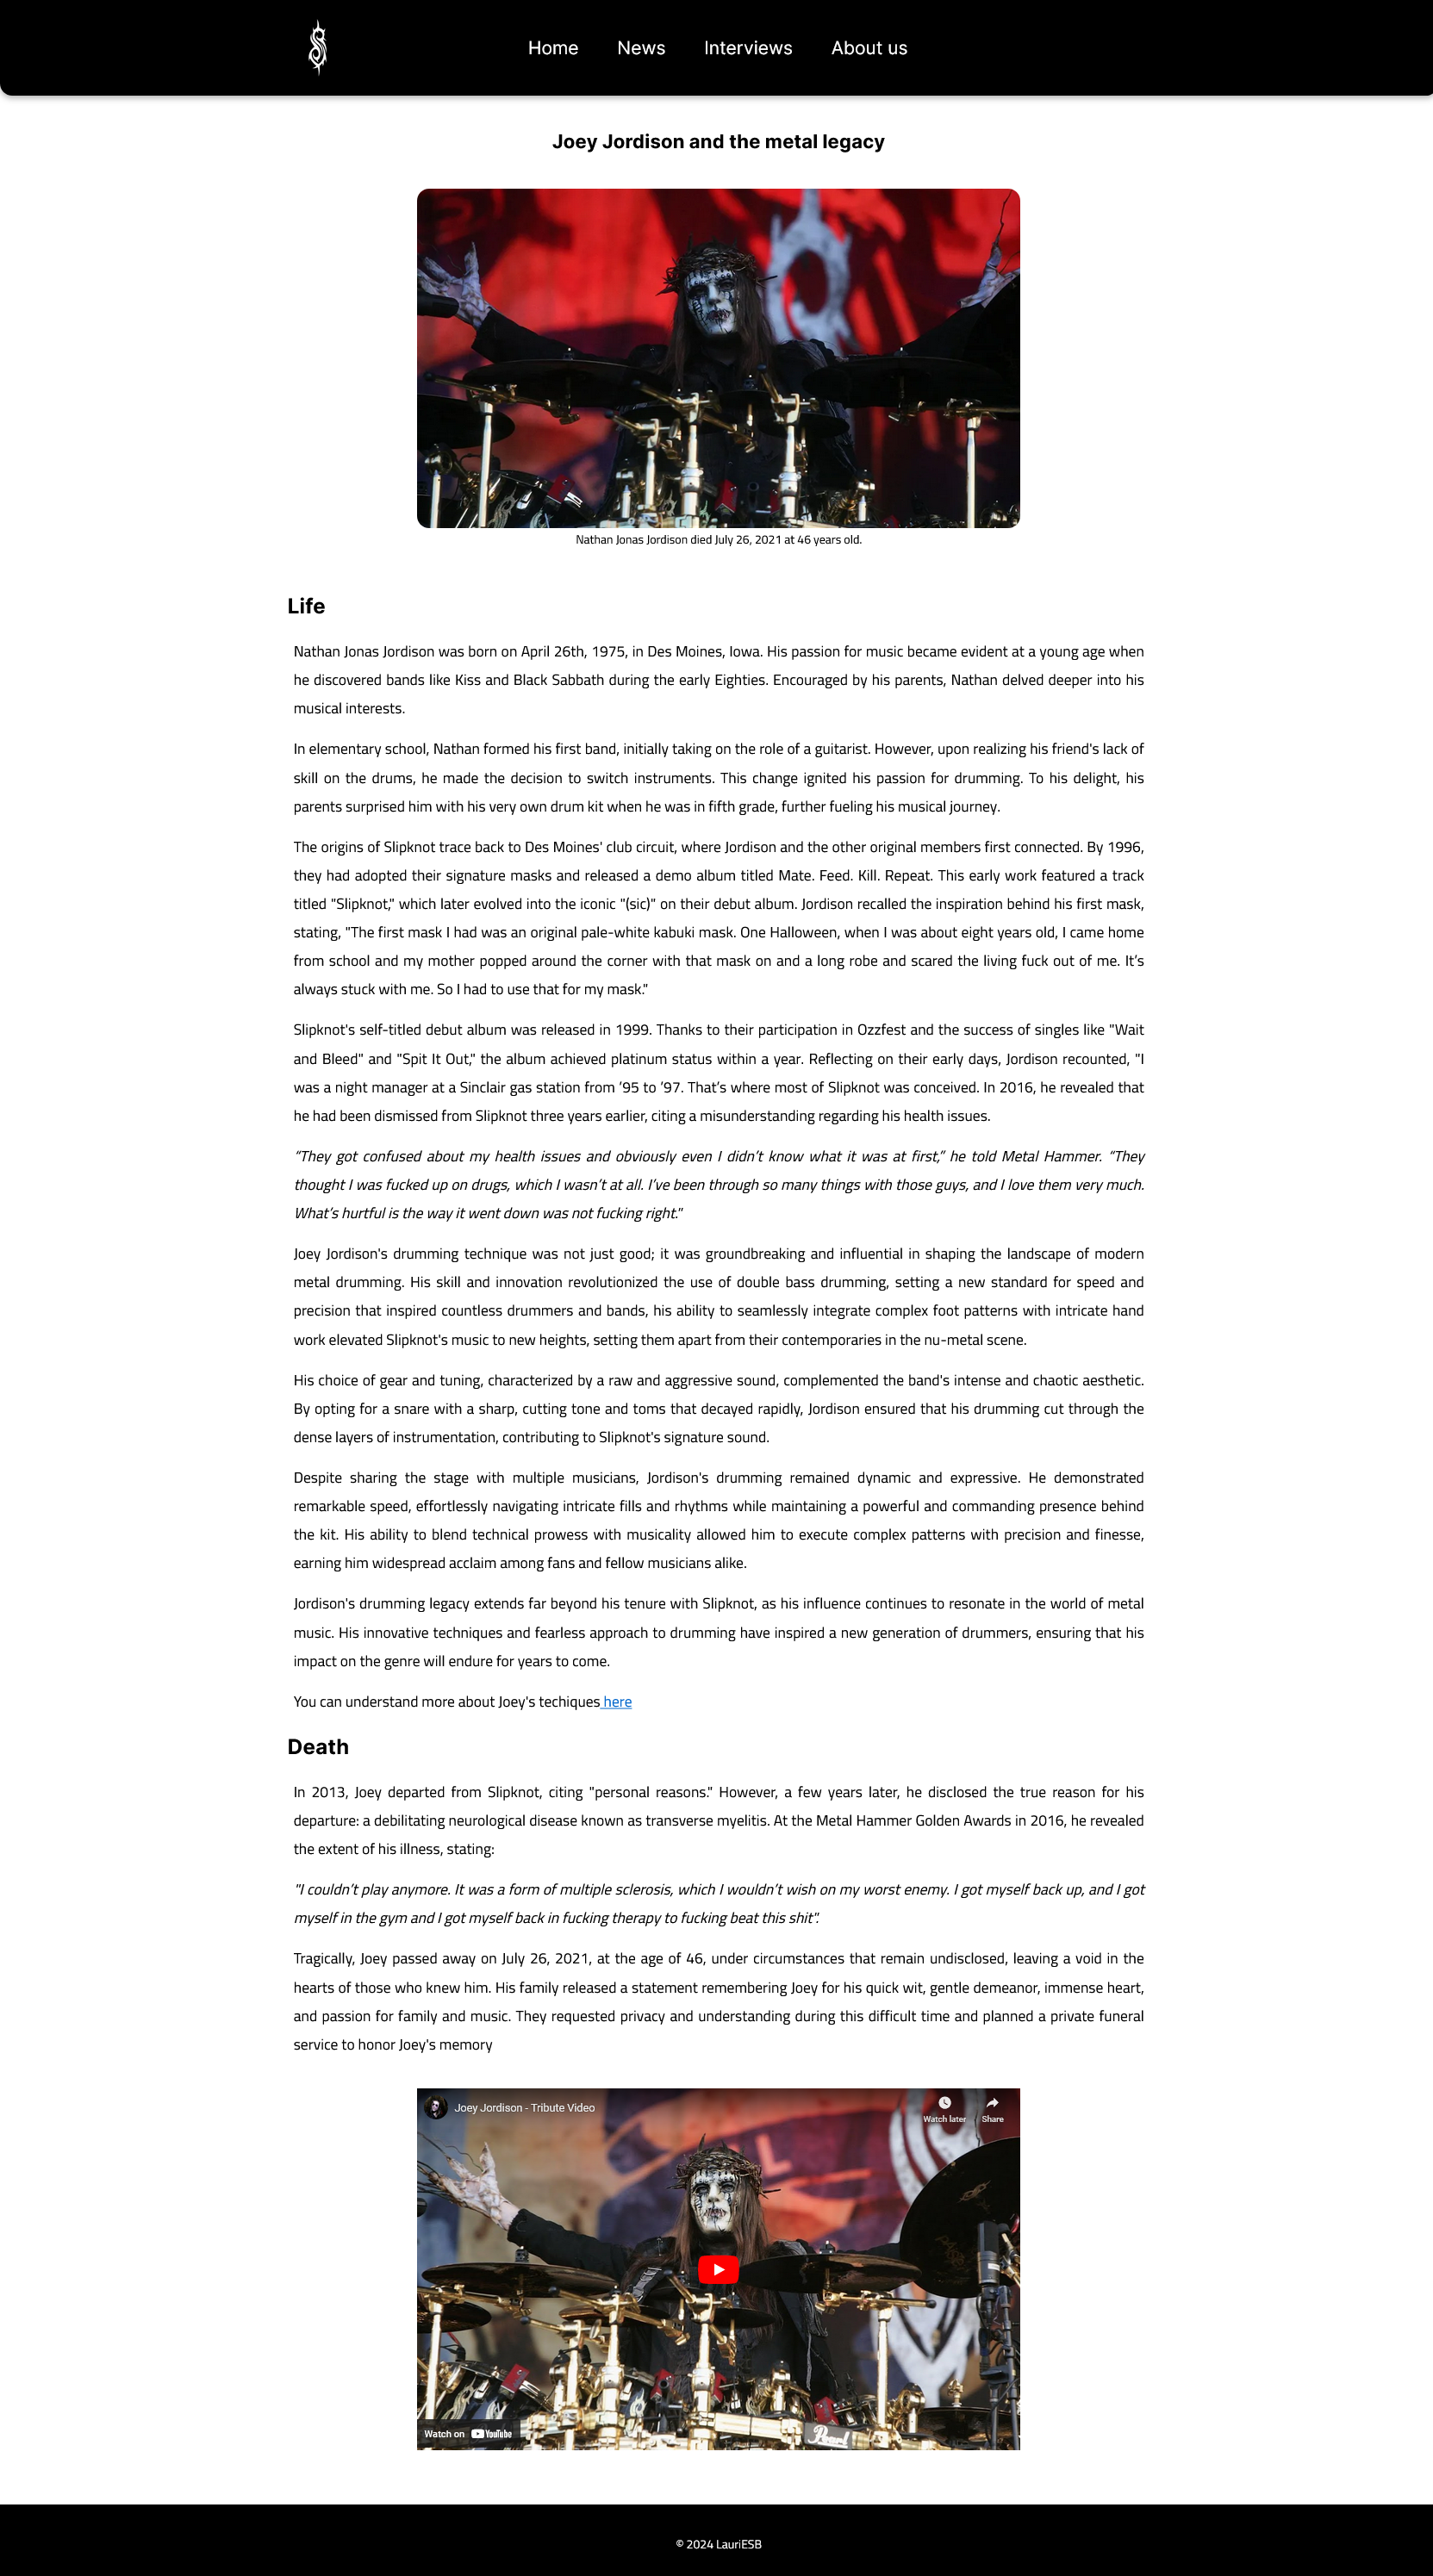 Home News Interviews About us
Joey Jordison and the metal legacy
Nathan Jonas Jordison died July 26, 2021 at 46 years old.
Life
Nathan Jonas Jordison was born on April 26th, 1975, in Des Moines, Iowa. His passion for music became evident at a young age when
he discovered bands like Kiss and Black Sabbath during the early Eighties. Encouraged by his parents, Nathan delved deeper into his
musical interests.
In elementary school, Nathan formed his first band, initially taking on the role of a guitarist. However, upon realizing his friend's lack of
skill on the drums, he made the decision to switch instruments. This change ignited his passion for drumming. To his delight, his
parents surprised him with his very own drum kit when he was in fifth grade, further fueling his musical journey.
The origins of Slipknot trace back to Des Moines' club circuit, where Jordison and the other original members first connected. By 1996,
they had adopted their signature masks and released a demo album titled Mate. Feed. Kill. Repeat. This early work featured a track
titled "Slipknot," which later evolved into the iconic "(sic)" on their debut album. Jordison recalled the inspiration behind his first mask,
stating, "The first mask I had was an original pale-white kabuki mask. One Halloween, when I was about eight years old, I came home
from school and my mother popped around the corner with that mask on and a long robe and scared the living fuck out of me. It’s
always stuck with me. So I had to use that for my mask."
Slipknot's self-titled debut album was released in 1999. Thanks to their participation in Ozzfest and the success of singles like "Wait
and Bleed" and "Spit It Out," the album achieved platinum status within a year. Reflecting on their early days, Jordison recounted, "I
was a night manager at a Sinclair gas station from ’95 to ’97. That’s where most of Slipknot was conceived. In 2016, he revealed that
he had been dismissed from Slipknot three years earlier, citing a misunderstanding regarding his health issues.
“They got confused about my health issues and obviously even I didn’t know what it was at first,” he told Metal Hammer. “They
thought I was fucked up on drugs, which I wasn’t at all. I’ve been through so many things with those guys, and I love them very much.
What’s hurtful is the way it went down was not fucking right."
Joey Jordison's drumming technique was not just good; it was groundbreaking and influential in shaping the landscape of modern
metal drumming. His skill and innovation revolutionized the use of double bass drumming, setting a new standard for speed and
precision that inspired countless drummers and bands, his ability to seamlessly integrate complex foot patterns with intricate hand
work elevated Slipknot's music to new heights, setting them apart from their contemporaries in the nu-metal scene.
His choice of gear and tuning, characterized by a raw and aggressive sound, complemented the band's intense and chaotic aesthetic.
By opting for a snare with a sharp, cutting tone and toms that decayed rapidly, Jordison ensured that his drumming cut through the
dense layers of instrumentation, contributing to Slipknot's signature sound.
Despite sharing the stage with multiple musicians, Jordison's drumming remained dynamic and expressive. He demonstrated
remarkable speed, effortlessly navigating intricate fills and rhythms while maintaining a powerful and commanding presence behind
the kit. His ability to blend technical prowess with musicality allowed him to execute complex patterns with precision and finesse,
earning him widespread acclaim among fans and fellow musicians alike.
Jordison's drumming legacy extends far beyond his tenure with Slipknot, as his influence continues to resonate in the world of metal
music. His innovative techniques and fearless approach to drumming have inspired a new generation of drummers, ensuring that his
impact on the genre will endure for years to come.
You can understand more about Joey's techiques here
Death
In 2013, Joey departed from Slipknot, citing "personal reasons." However, a few years later, he disclosed the true reason for his
departure: a debilitating neurological disease known as transverse myelitis. At the Metal Hammer Golden Awards in 2016, he revealed
the extent of his illness, stating:
"I couldn’t play anymore. It was a form of multiple sclerosis, which I wouldn’t wish on my worst enemy. I got myself back up, and I got
myself in the gym and I got myself back in fucking therapy to fucking beat this shit".
Tragically, Joey passed away on July 26, 2021, at the age of 46, under circumstances that remain undisclosed, leaving a void in the
hearts of those who knew him. His family released a statement remembering Joey for his quick wit, gentle demeanor, immense heart,
and passion for family and music. They requested privacy and understanding during this difficult time and planned a private funeral
service to honor Joey's memory
Joey Jordison - Tribute Video
Watch later Share
Pearl
Watch on YouTube
© 2024 LauriESB